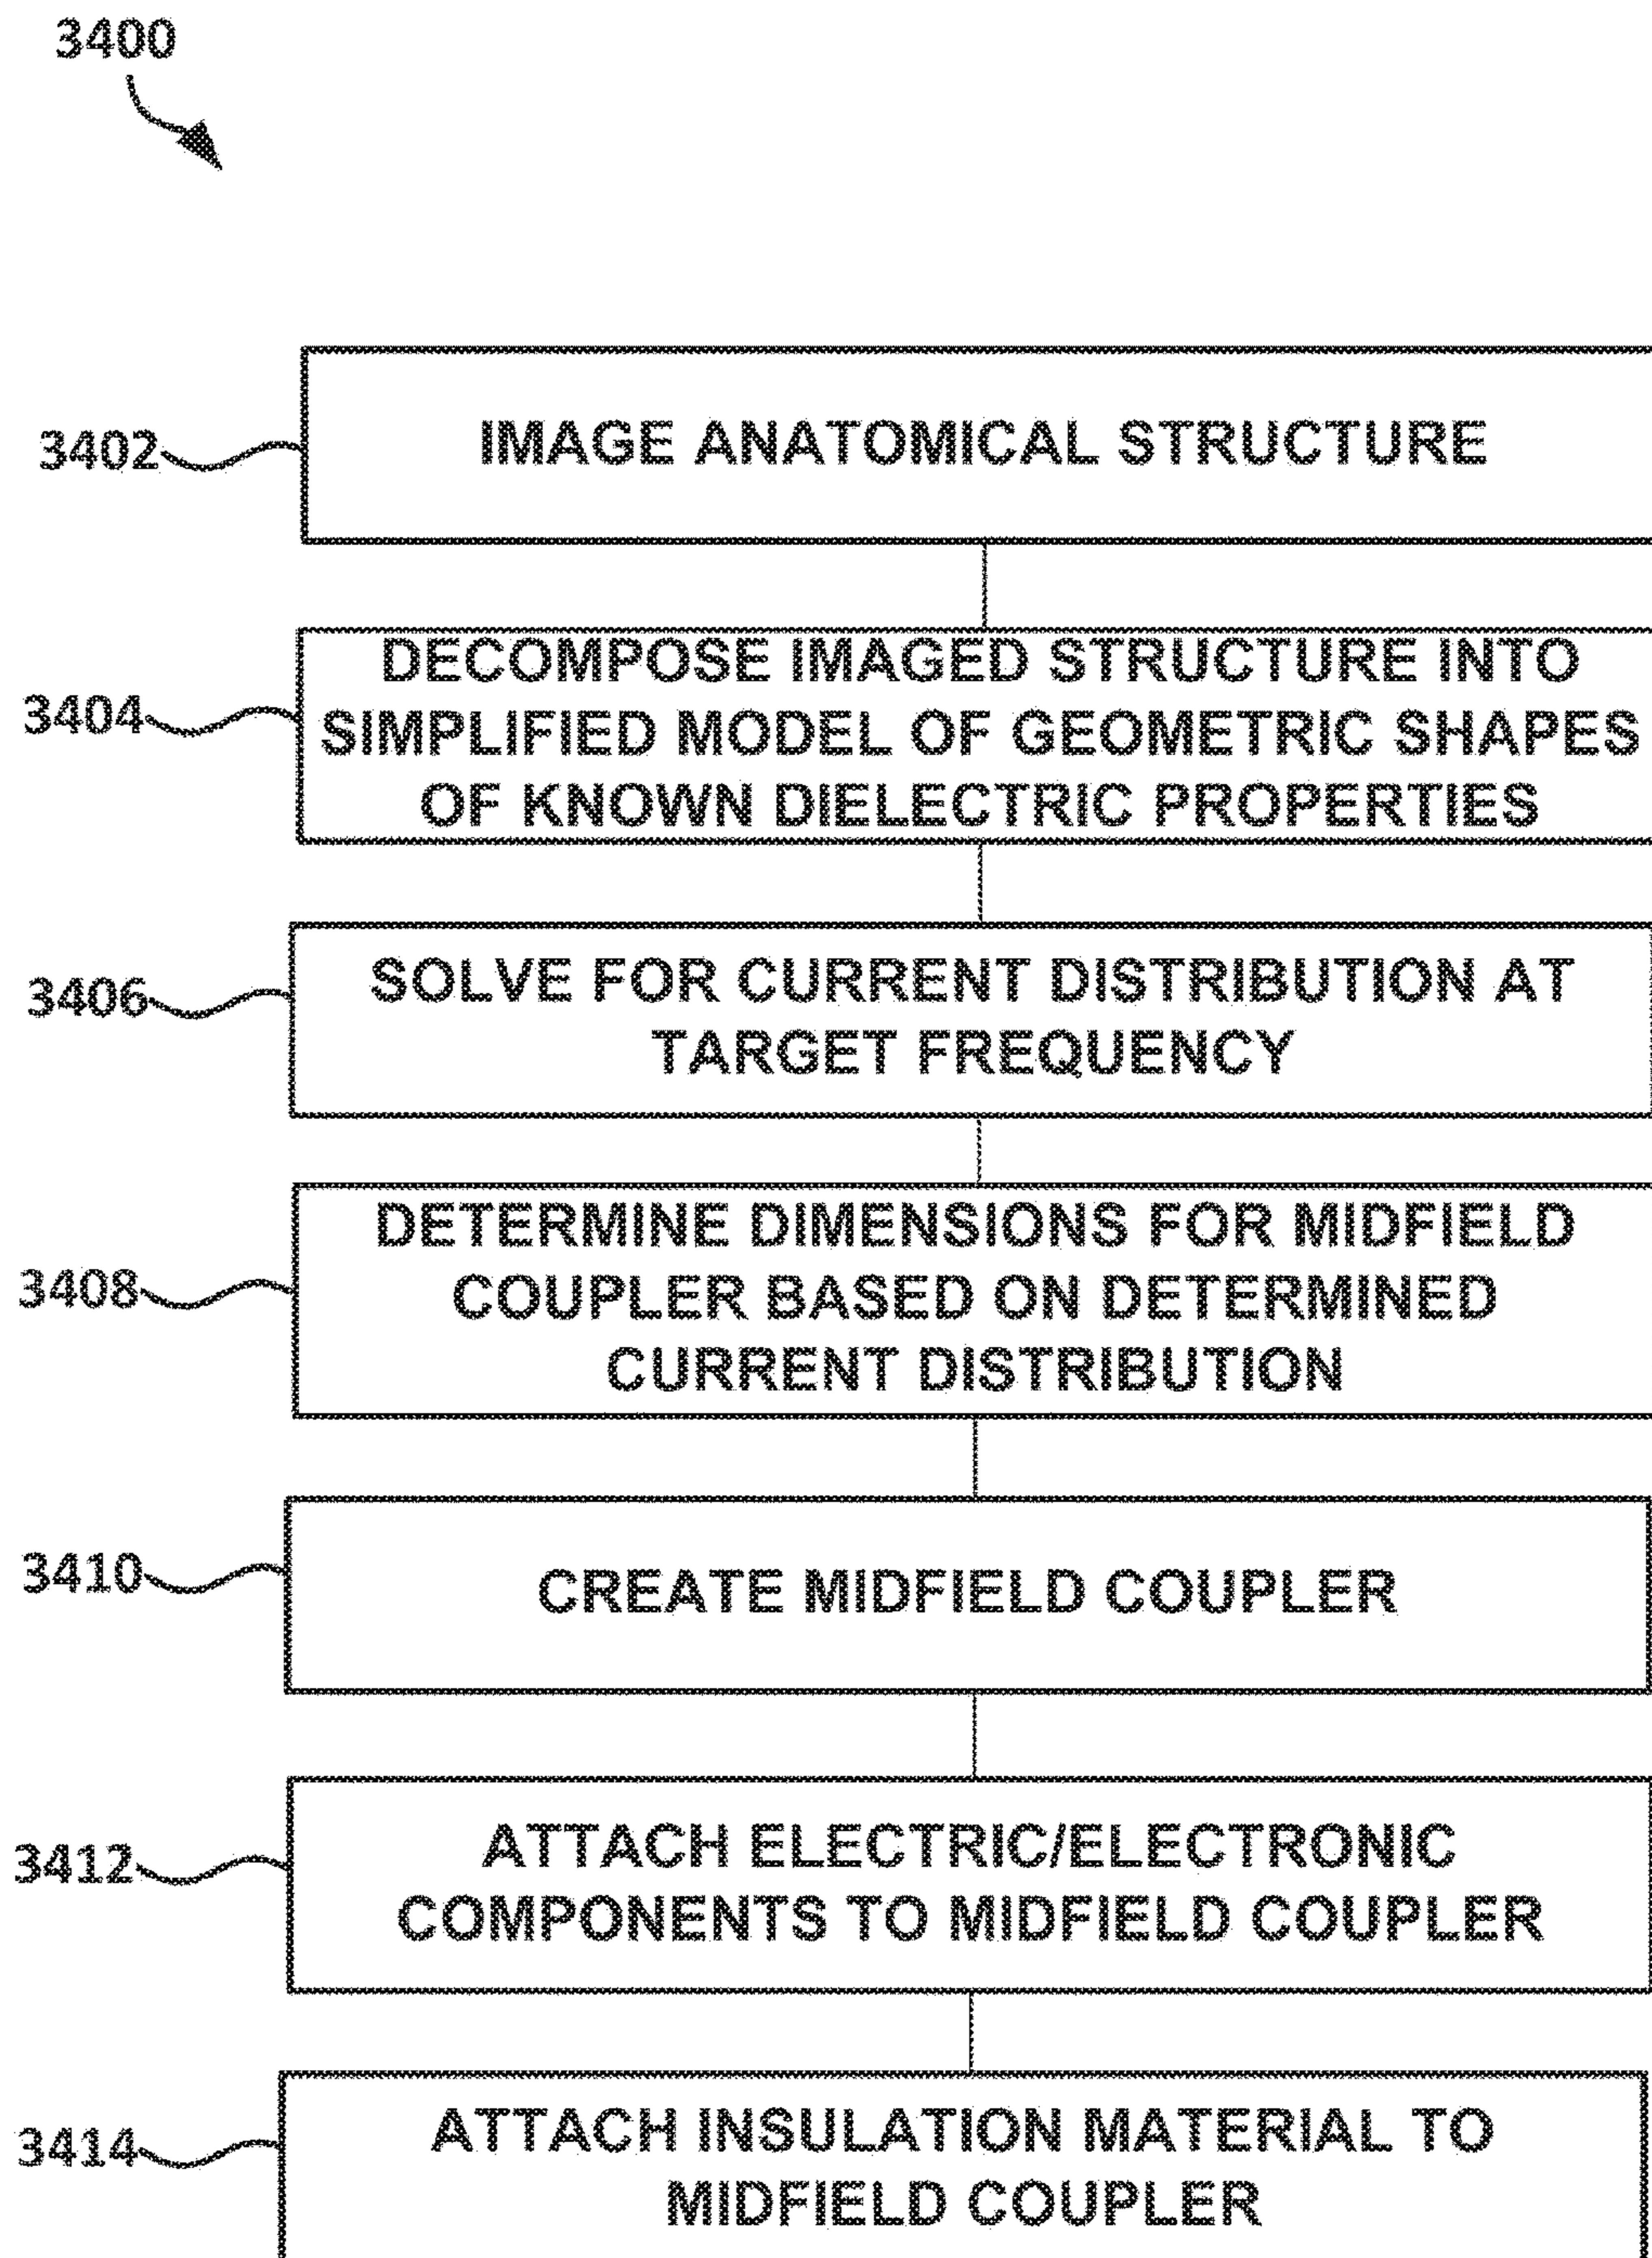 3400
3402
IMAGE ANATOMICAL STRUCTURE
3404
DECOMPOSE IMAGED STRUCTURE INTO
SIMPLIFIED MODEL OF GEOMETRIC SHAPES
OF KNOWN DIELECTRIC PROPERTIES
3406
SOLVE FOR CURRENT DISTRIBUTION AT
TARGET FREQUENCY
3408
DETERMINE DIMENSIONS FOR MIDFIELD
COUPLER BASED ON DETERMINED
CURRENT DISTRIBUTION
3410
CREATE MIDFIELD COUPLER
3412
ATTACH ELECTRIC/ELECTRONIC
COMPONENTS TO MIDFIELD COUPLER
3414
ATTACH INSULATION MATERIAL TO
MIDFIELD COUPLER